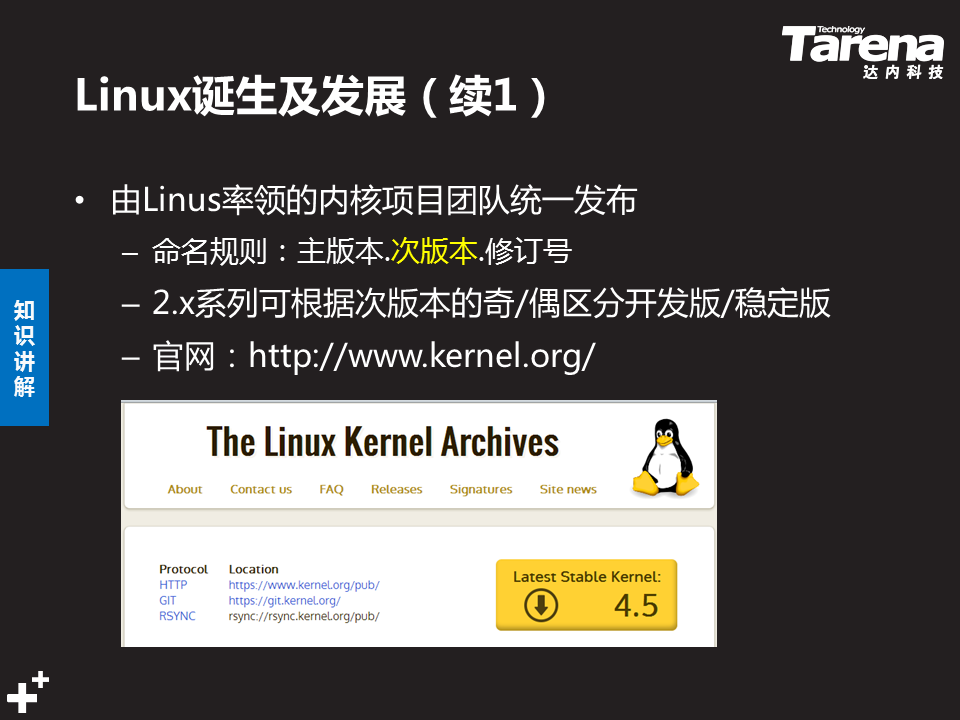 Technology
Tarena
达内科技
Linux诞生及发展（续1）
• 由Linus率领的内核项目团队统一发布
– 命名规则：主版本.次版本.修订号
– 2.x系列可根据次版本的奇/偶区分开发版/稳定版
– 官网：http://www.kernel.org/
知识讲解
The Linux Kernel Archives
About Contact us FAQ Releases Signatures Site news
Protocol Location
HTTP https://www.kernel.org/pub/
GIT https://git.kernel.org/
RSYNC rsync://rsync.kernel.org/pub/
Latest Stable Kernel:
4.5